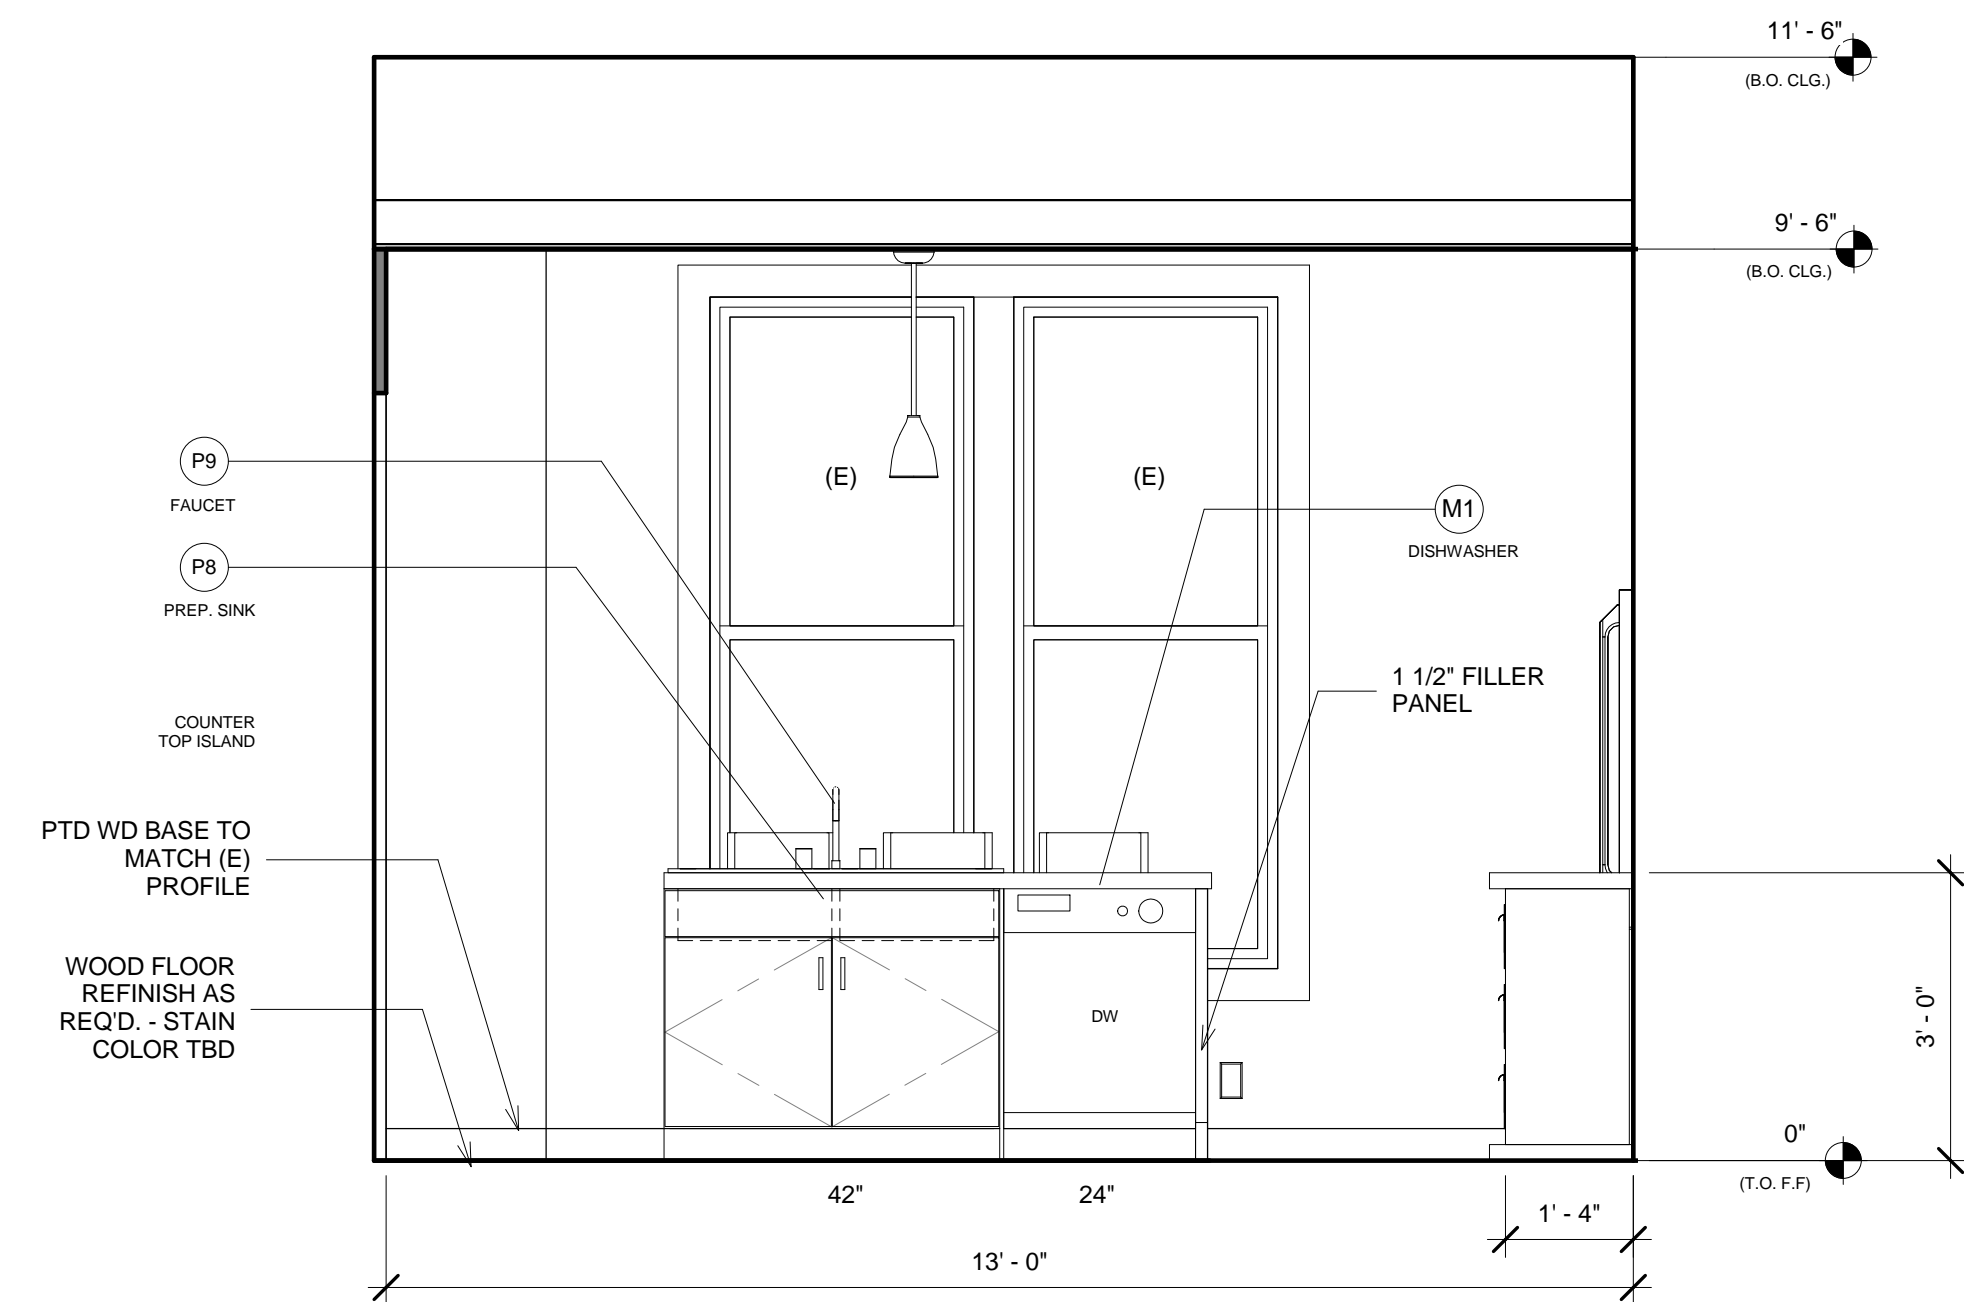 11' - 6"
(B.O. CLG.)
9' - 6"
(B.O. CLG.)
P9
FAUCET
(E)
(E)
M1
DISHWASHER
P8
PREP. SINK
1 1/2" FILLER
PANEL
COUNTER
TOP ISLAND
PTD WD BASE TO
MATCH (E)
PROFILE
WOOD FLOOR
REFINISH AS
REQ'D. - STAIN
COLOR TBD
DW
3' - 0"
0"
(T.O. F.F)
42"
24"
1' - 4"
13' - 0"